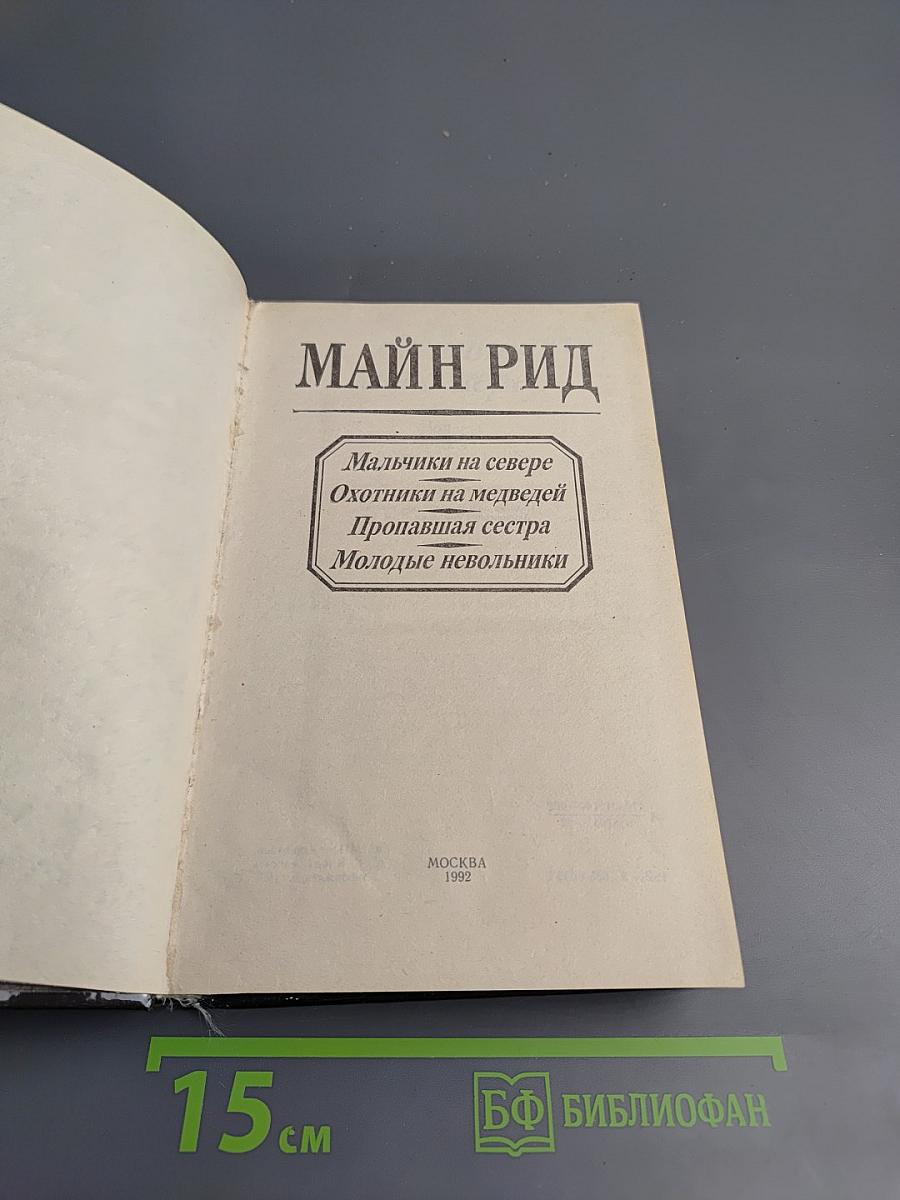 МАЙН РИД
Мальчики на севере
Охотники на медведей
Пропавшая сестра
Молодые невольники
МОСКВА
1992
15 см
БФ БИБЛИОФАН